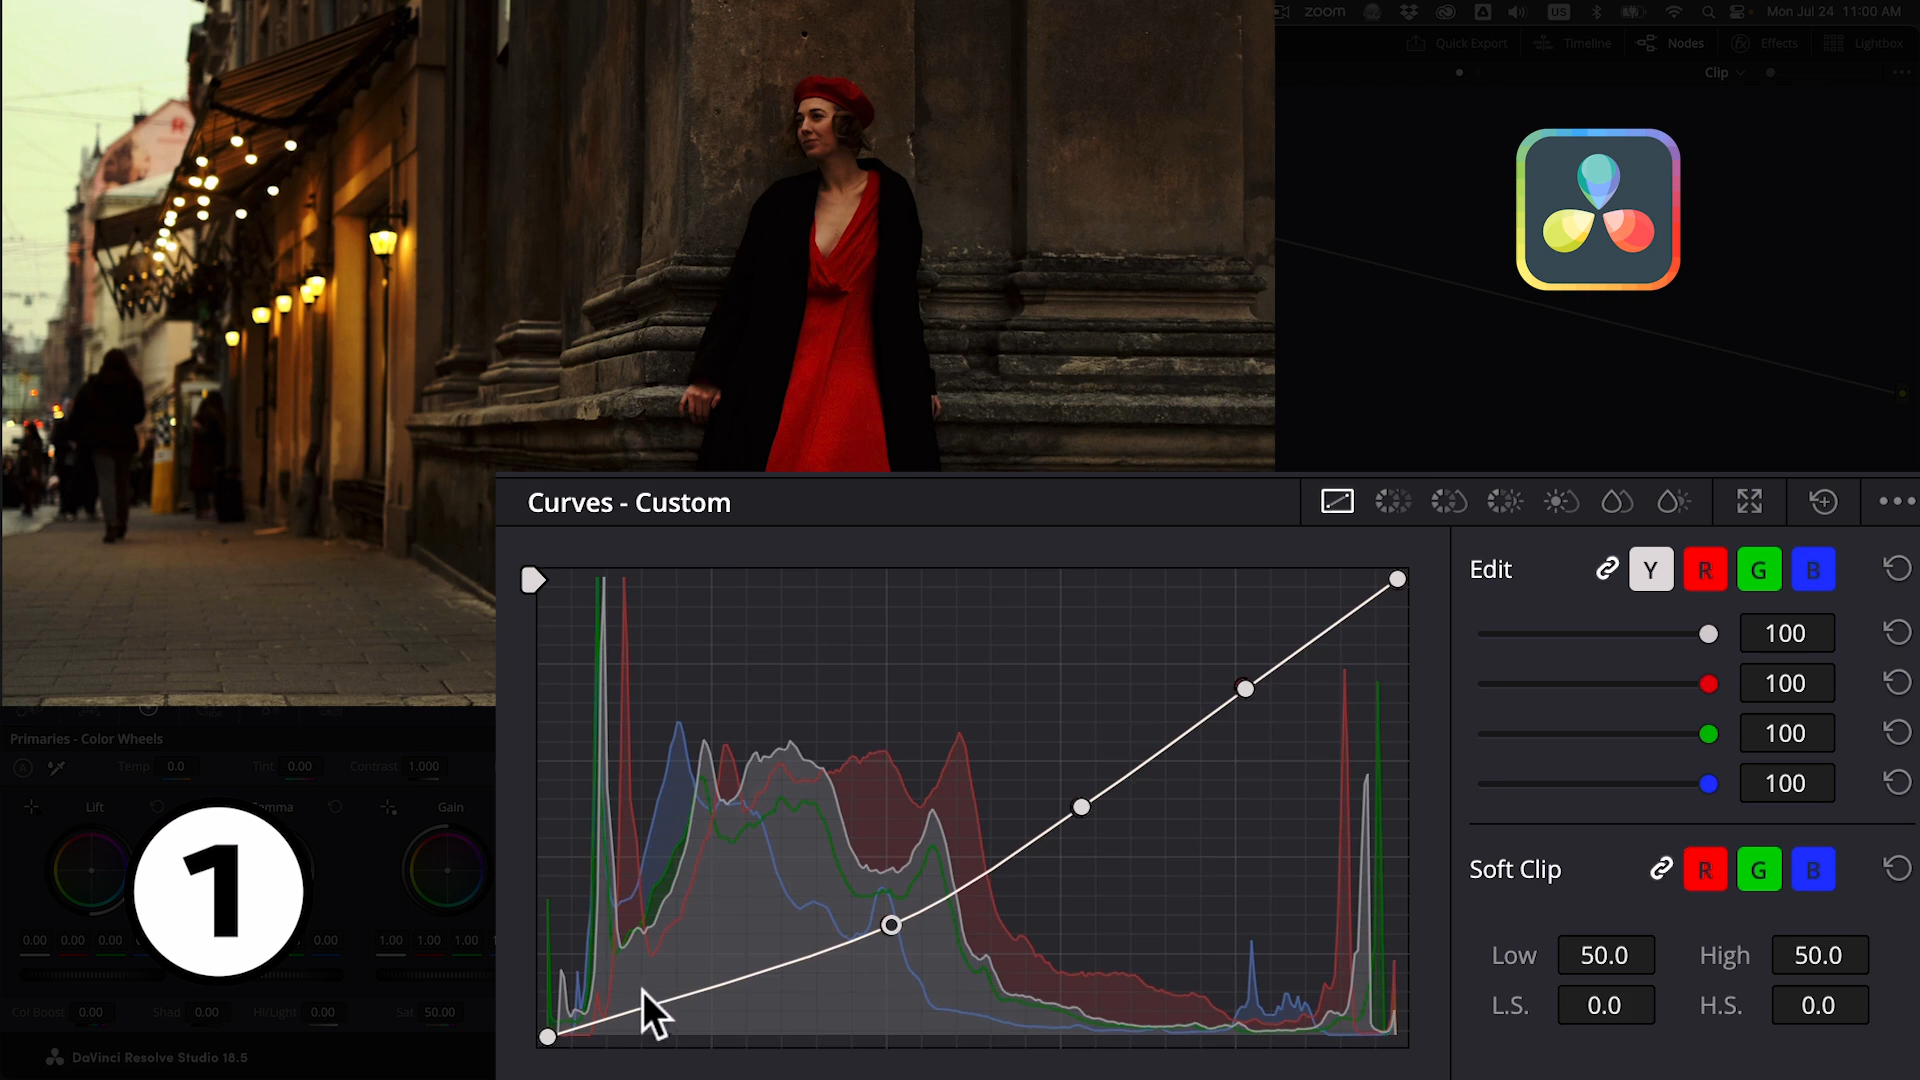 zoom
US
Mon Jul 24 11:00 AM
Quick Export
Timeline
Nodes
Effects
Lightbox
Clip
Curves - Custom
Edit
Y
R
G
B
100
100
100
100
Soft Clip
R
G
B
Low
50.0
High
50.0
L.S.
0.0
H.S.
0.0
Primaries - Color Wheels
A
Temp
0.0
Tint
0.00
Contrast
1.000
Lift
Gain
1
0.00
0.00
0.00
0.00
1.00
1.00
1.00
Col Boost
0.00
Shad
0.00
Hi/Light
0.00
Sat
50.00
DaVinci Resolve Studio 18.5